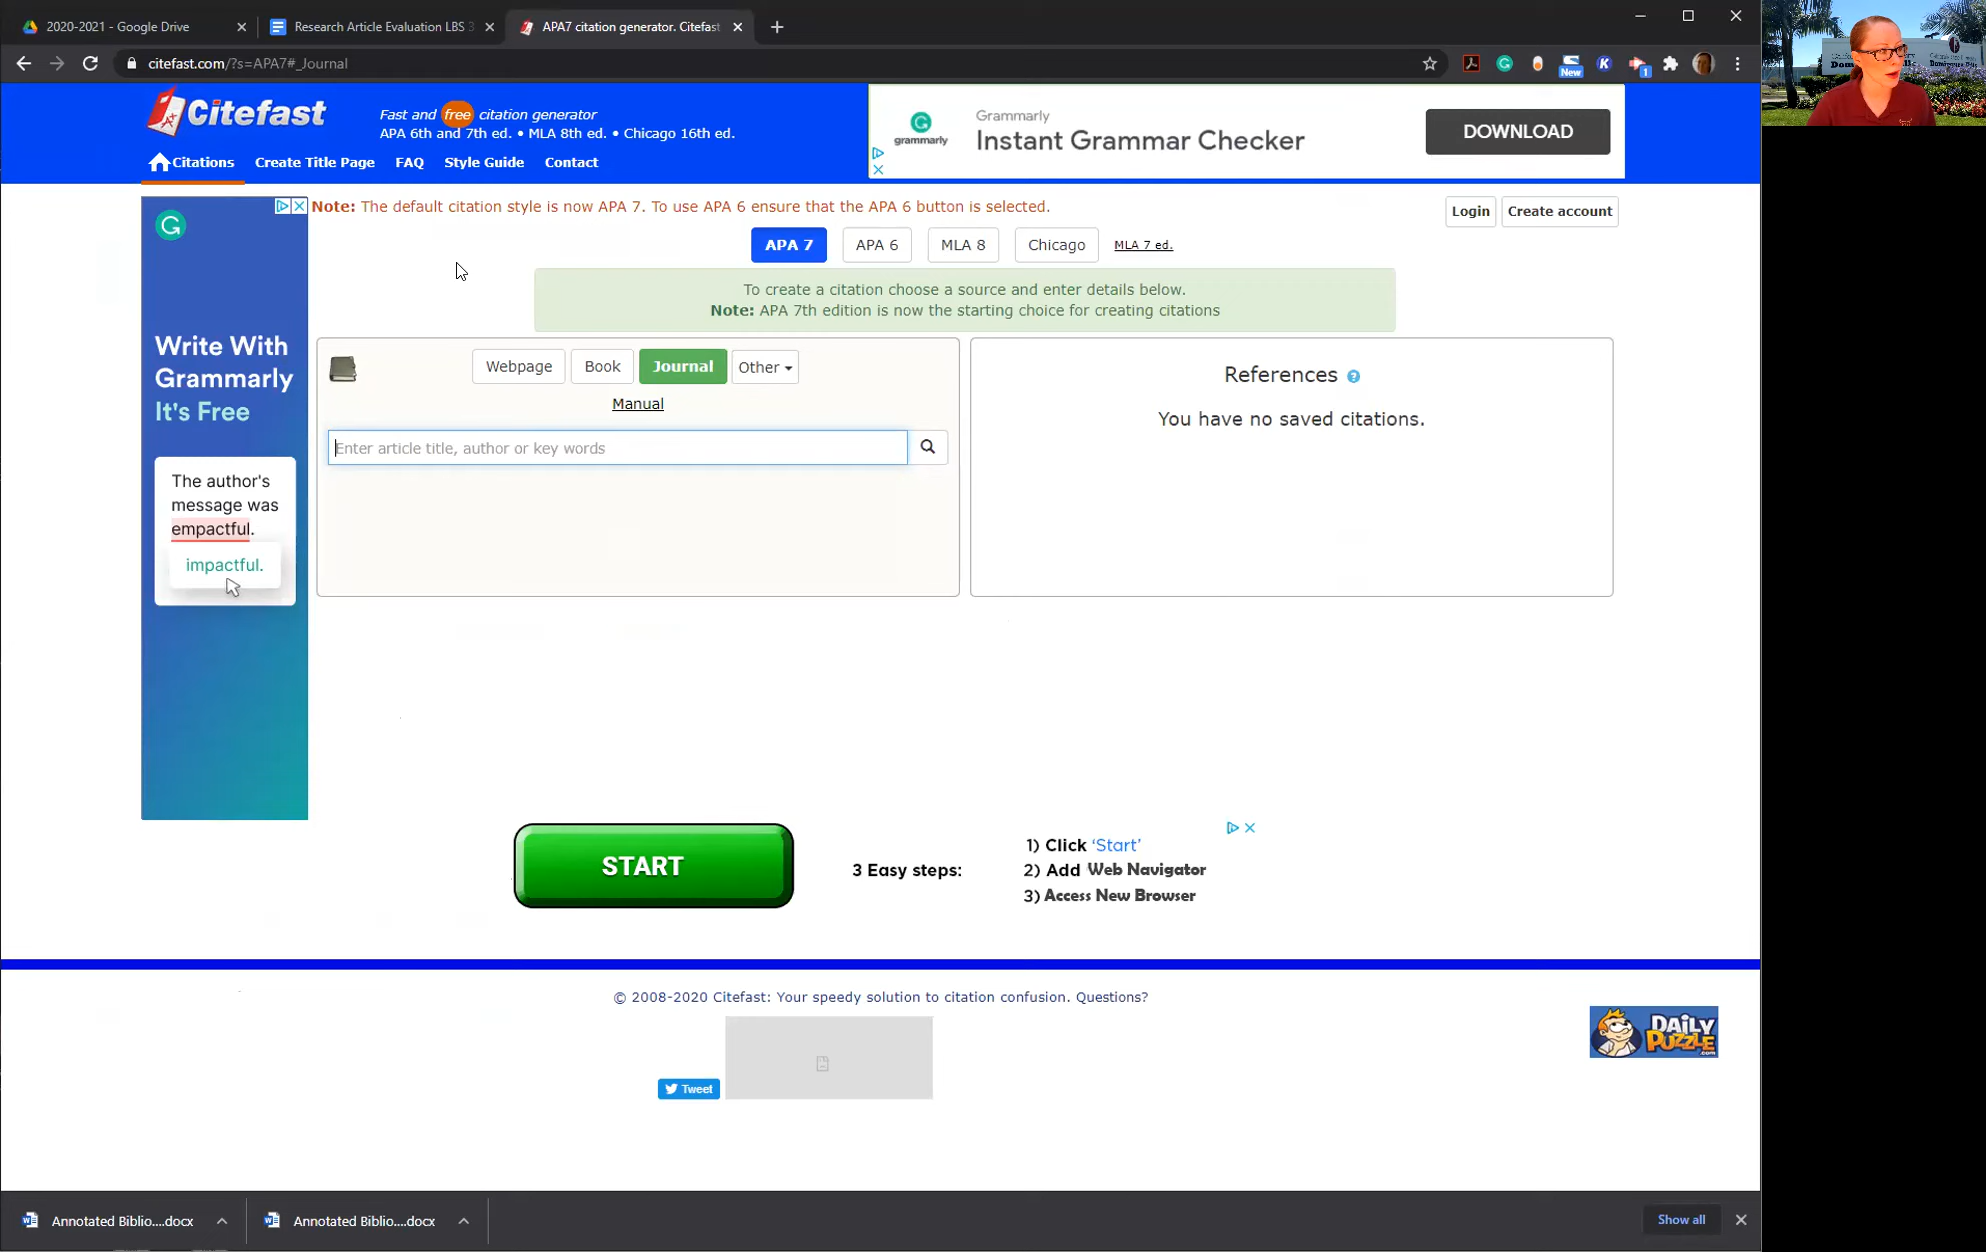 2020-2021 - Google Drive
Research Article Evaluation LBS 3
APA7 citation generator. Citefast
citefast.com/?s=APA7#_Journal
New
1
Citefast
Fast and free citation generator
APA 6th and 7th ed. • MLA 8th ed. • Chicago 16th ed.
Citations
Create Title Page
FAQ
Style Guide
Contact
grammarly
Grammarly
Instant Grammar Checker
DOWNLOAD
Note: The default citation style is now APA 7. To use APA 6 ensure that the APA 6 button is selected.
Login
Create account
APA 7
APA 6
MLA 8
Chicago
MLA 7 ed.
To create a citation choose a source and enter details below.
Note: APA 7th edition is now the starting choice for creating citations
Write With
Grammarly
It's Free
The author's
message was
empactful.
impactful.
Webpage
Book
Journal
Other
Manual
Enter article title, author or key words
References
You have no saved citations.
START
3 Easy steps:
1) Click ‘Start’
2) Add Web Navigator
3) Access New Browser
© 2008-2020 Citefast: Your speedy solution to citation confusion. Questions?
Tweet
DAILY
PUZZLE
.com
Annotated Biblio....docx
Annotated Biblio....docx
Show all